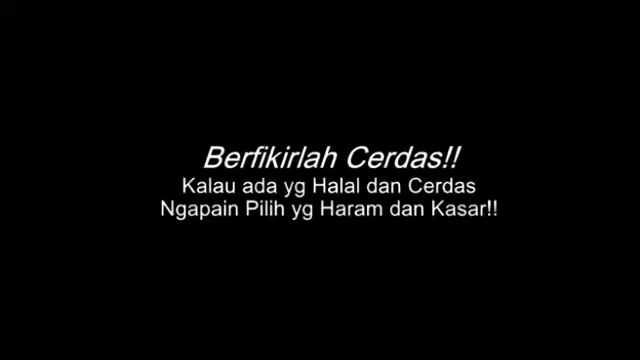 Berfikirlah Cerdas!!
Kalau ada yg Halal dan Cerdas
Ngapain Pilih yg Haram dan Kasar!!